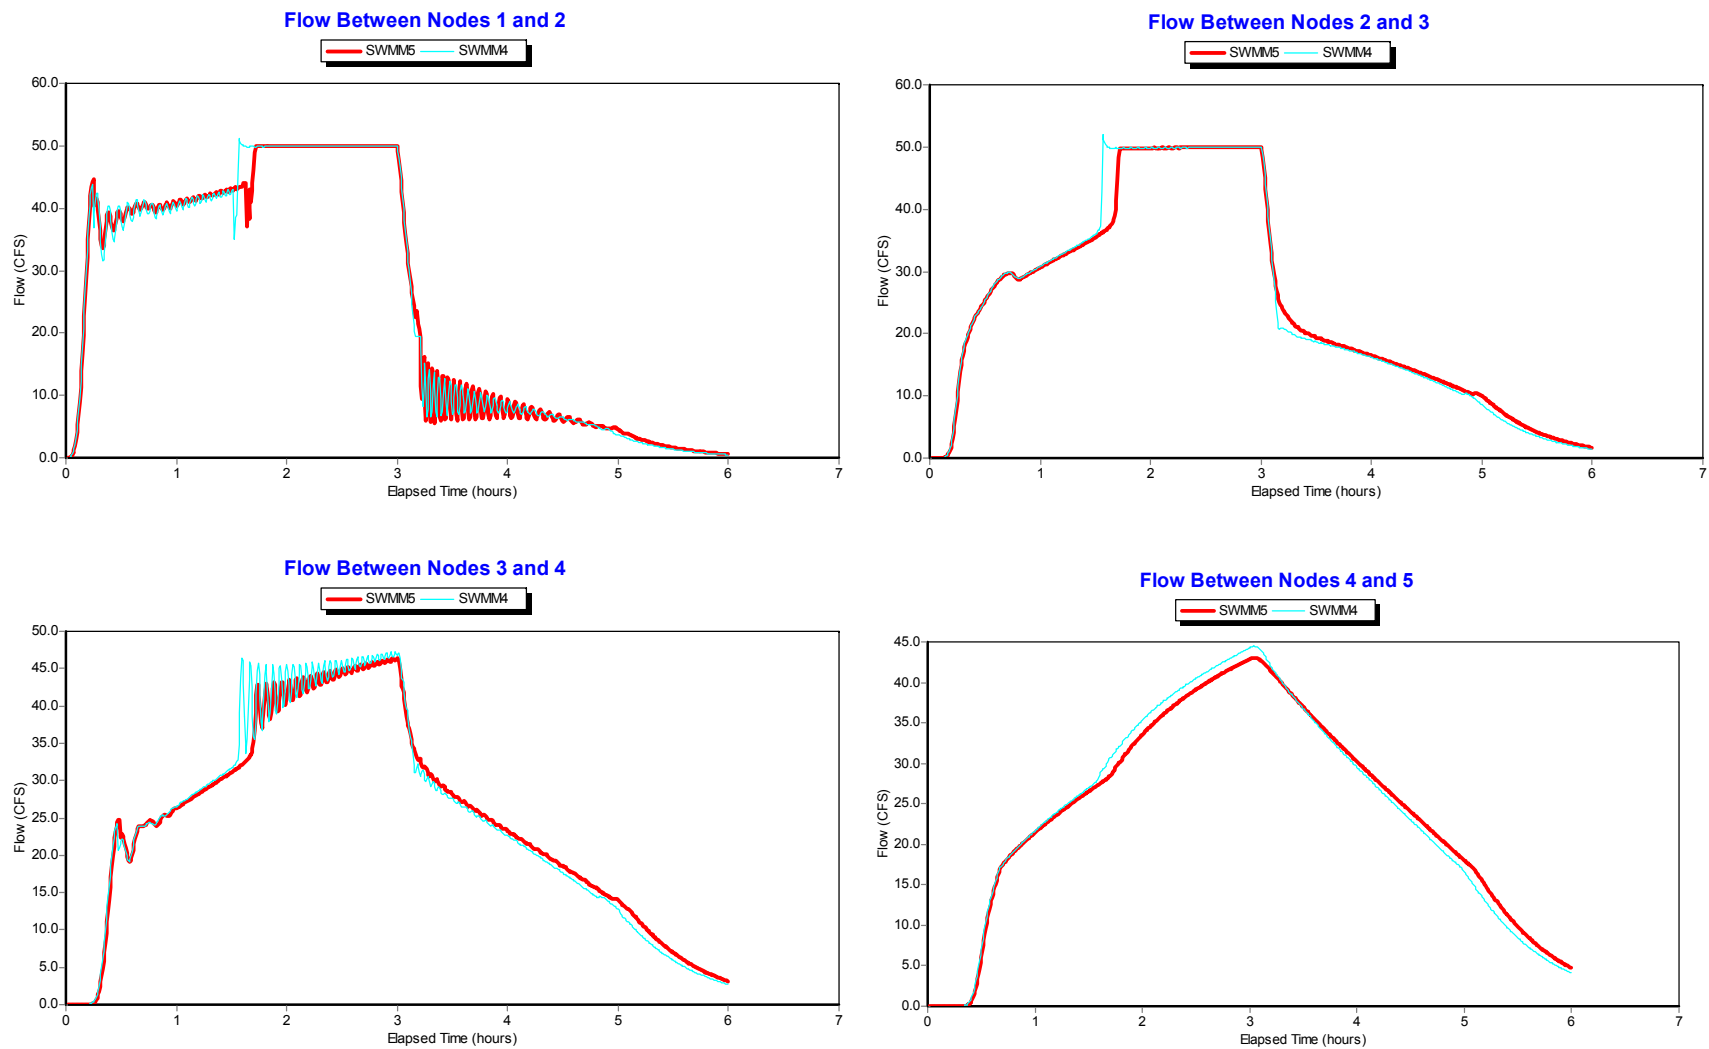 Flow Between Nodes 1 and 2
SWMM5 SWMM4
60.0
50.0
40.0
30.0
20.0
10.0
0.0
Flow (CFS)
0 1 2 3 4 5 6 7
Elapsed Time (hours)
Flow Between Nodes 2 and 3
SWMM5 SWMM4
60.0
50.0
40.0
30.0
20.0
10.0
0.0
Flow (CFS)
0 1 2 3 4 5 6 7
Elapsed Time (hours)
Flow Between Nodes 3 and 4
SWMM5 SWMM4
50.0
45.0
40.0
35.0
30.0
25.0
20.0
15.0
10.0
5.0
0.0
Flow (CFS)
0 1 2 3 4 5 6 7
Elapsed Time (hours)
Flow Between Nodes 4 and 5
SWMM5 SWMM4
45.0
40.0
35.0
30.0
25.0
20.0
15.0
10.0
5.0
0.0
Flow (CFS)
0 1 2 3 4 5 6 7
Elapsed Time (hours)